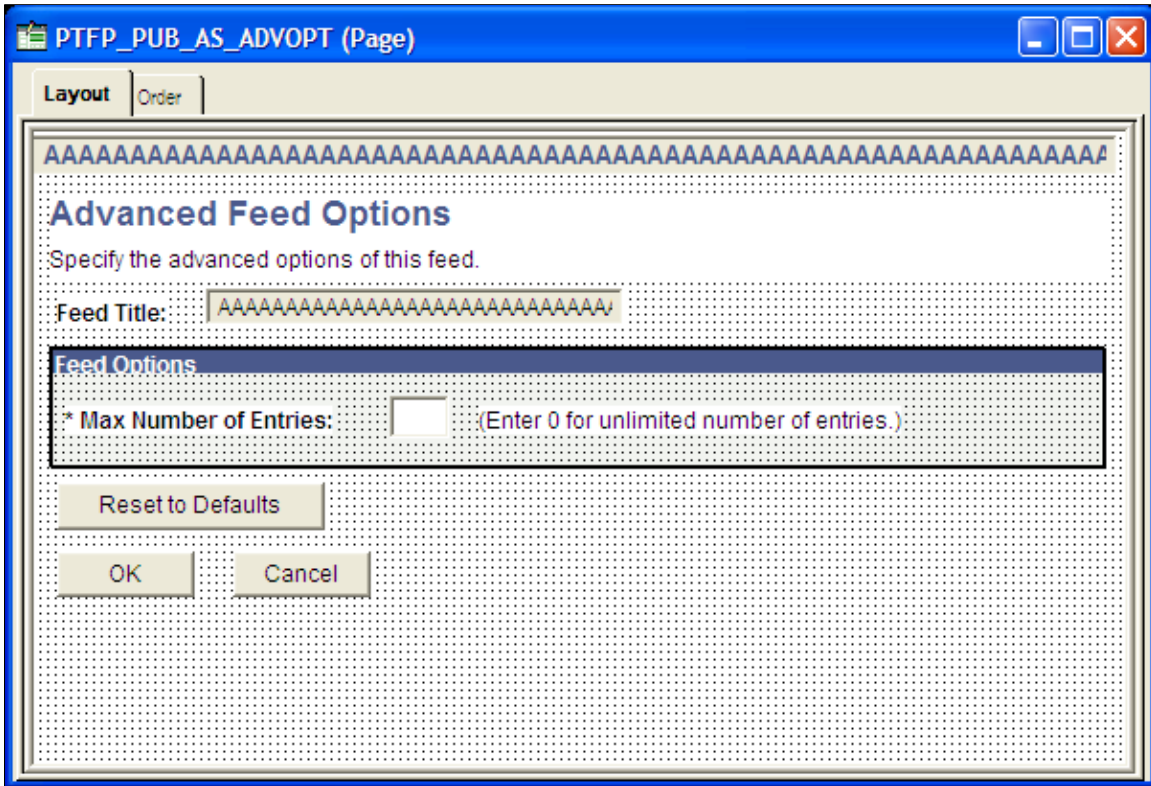 PTFP_PUB_AS_ADVOPT (Page)
Layout Order
AAAAAAAAAAAAAAAAAAAAAAAAAAAAAAAAAAAAAAAAAAAAAAAAAAAAAAAAAAAAAA
Advanced Feed Options
Specify the advanced options of this feed.
Feed Title: AAAAAAAAAAAAAAAAAAAAAAAAAAAAAA
Feed Options
* Max Number of Entries: (Enter 0 for unlimited number of entries.)
Reset to Defaults
OK Cancel